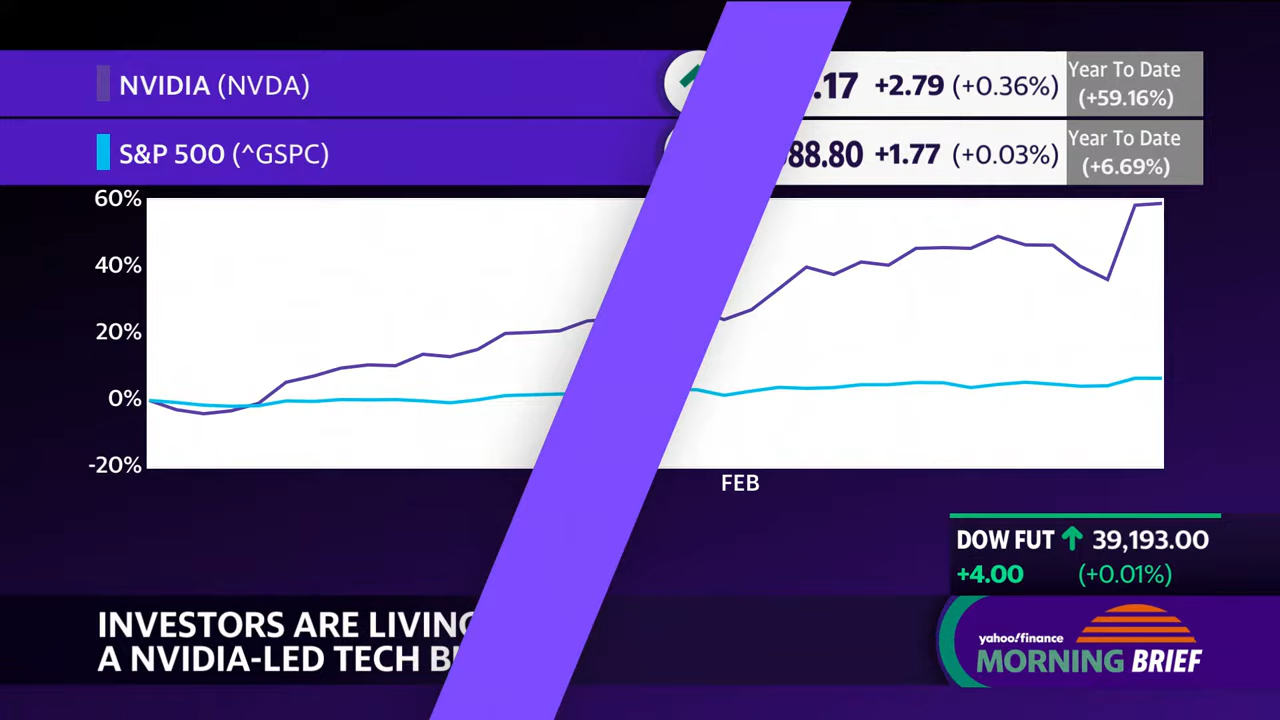 NVIDIA (NVDA)
.17 +2.79 (+0.36%)
Year To Date
(+59.16%)
S&P 500 (^GSPC)
88.80 +1.77 (+0.03%)
Year To Date
(+6.69%)
60%
40%
20%
0%
-20%
FEB
DOW FUT 39,193.00
+4.00 (+0.01%)
INVESTORS ARE LIVING
A NVIDIA-LED TECH
yahoo!finance
MORNING BRIEF